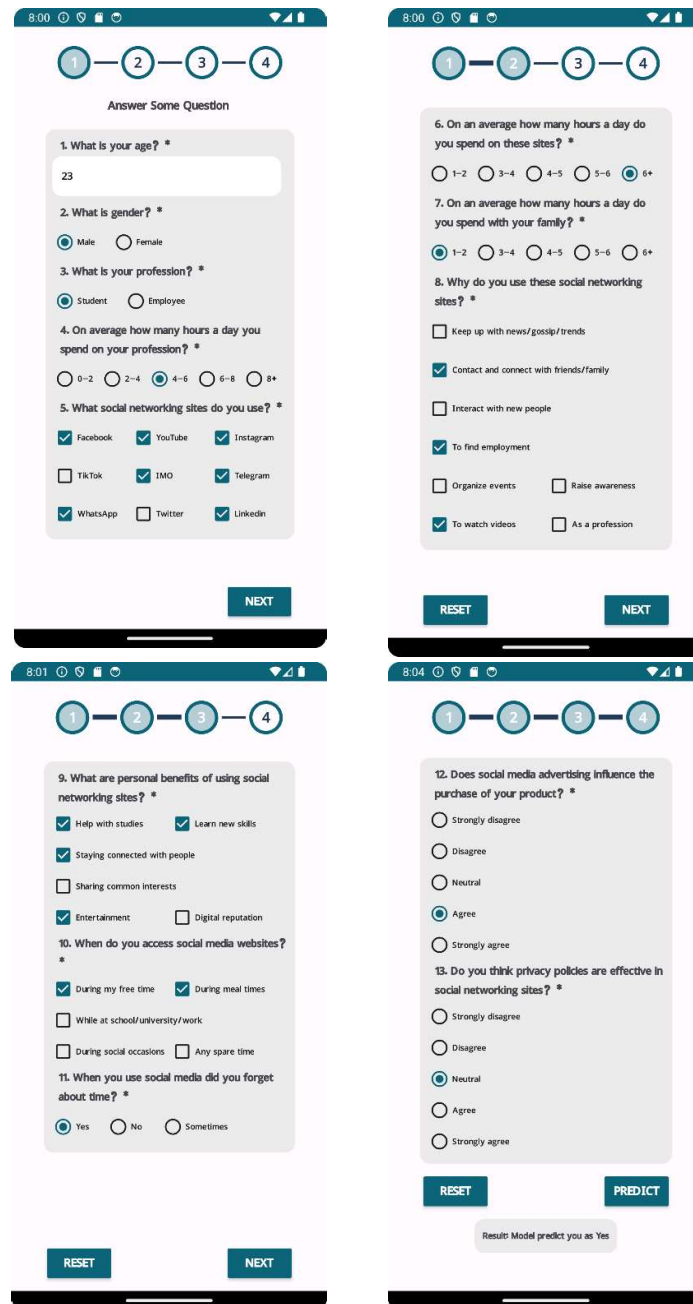 8:00
1 2 3 4
Answer Some Question
1. What is your age? *
23
2. What is gender? *
Male Female
3. What is your profession? *
Student Employee
4. On average how many hours a day you
spend on your profession? *
0-2 2-4 4-6 6-8 8+
5. What social networking sites do you use? *
Facebook YouTube Instagram
TikTok IMO Telegram
WhatsApp Twitter Linkedin
NEXT
8:00
1 2 3 4
6. On an average how many hours a day do
you spend on these sites? *
1-2 3-4 4-5 5-6 6+
7. On an average how many hours a day do
you spend with your family? *
1-2 3-4 4-5 5-6 6+
8. Why do you use these social networking
sites? *
Keep up with news/gossip/trends
Contact and connect with friends/family
Interact with new people
To find employment
Organize events Raise awareness
To watch videos As a profession
RESET NEXT
8:01
1 2 3 4
9. What are personal benefits of using social
networking sites? *
Help with studies Learn new skills
Staying connected with people
Sharing common interests
Entertainment Digital reputation
10. When do you access social media websites?
*
During my free time During meal times
While at school/university/work
During social occasions Any spare time
11. When you use social media did you forget
about time? *
Yes No Sometimes
RESET NEXT
8:04
1 2 3 4
12. Does social media advertising influence the
purchase of your product? *
Strongly disagree
Disagree
Neutral
Agree
Strongly agree
13. Do you think privacy policies are effective in
social networking sites? *
Strongly disagree
Disagree
Neutral
Agree
Strongly agree
RESET PREDICT
Result: Model predict you as Yes